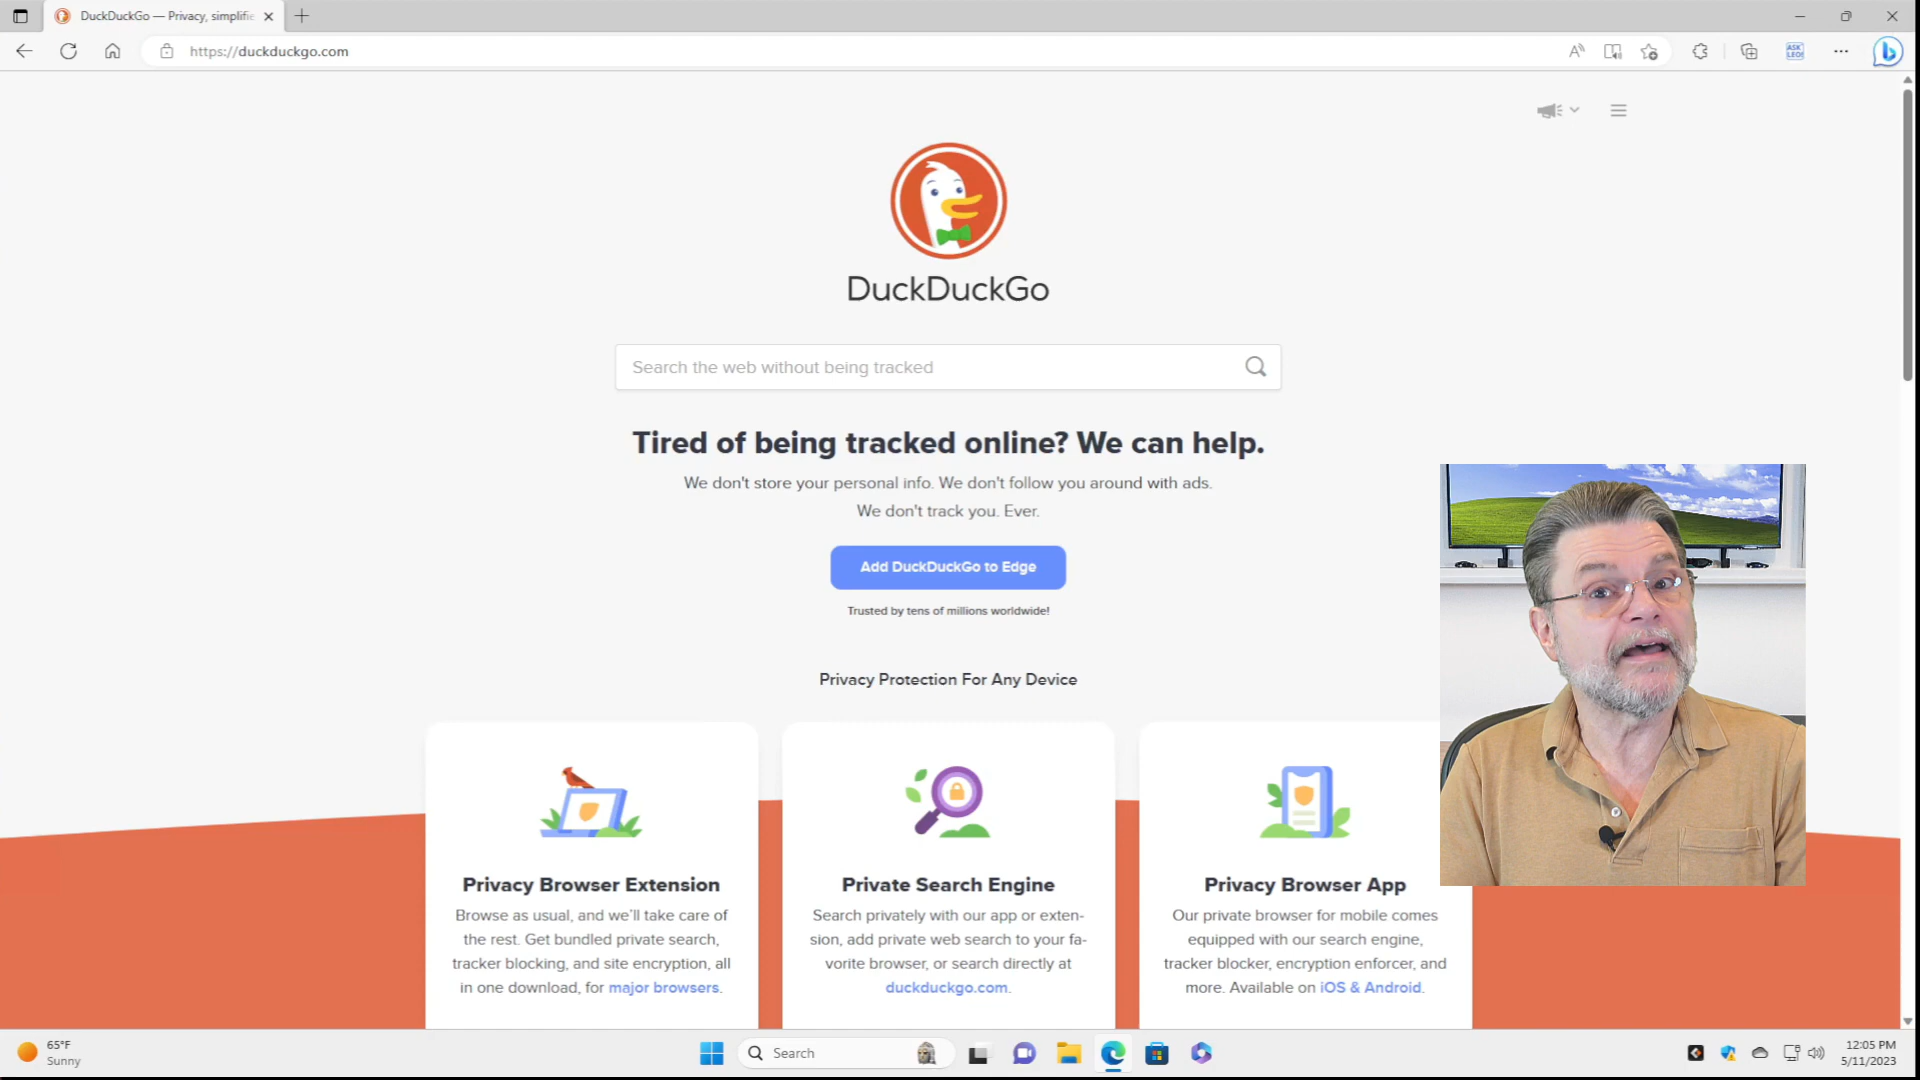 DuckDuckGo — Privacy, simplifie
https://duckduckgo.com
ASK
LEO!
DuckDuckGo
Search the web without being tracked
Tired of being tracked online? We can help.
We don't store your personal info. We don't follow you around with ads.
We don't track you. Ever.
Add DuckDuckGo to Edge
Trusted by tens of millions worldwide!
Privacy Protection For Any Device
Privacy Browser Extension
Browse as usual, and we'll take care of
the rest. Get bundled private search,
tracker blocking, and site encryption, all
in one download, for major browsers.
Private Search Engine
Search privately with our app or exten-
sion, add private web search to your fa-
vorite browser, or search directly at
duckduckgo.com.
Privacy Browser App
Our private browser for mobile comes
equipped with our search engine,
tracker blocker, encryption enforcer, and
more. Available on iOS & Android.
65°F
Sunny
Search
12:05 PM
5/11/2023